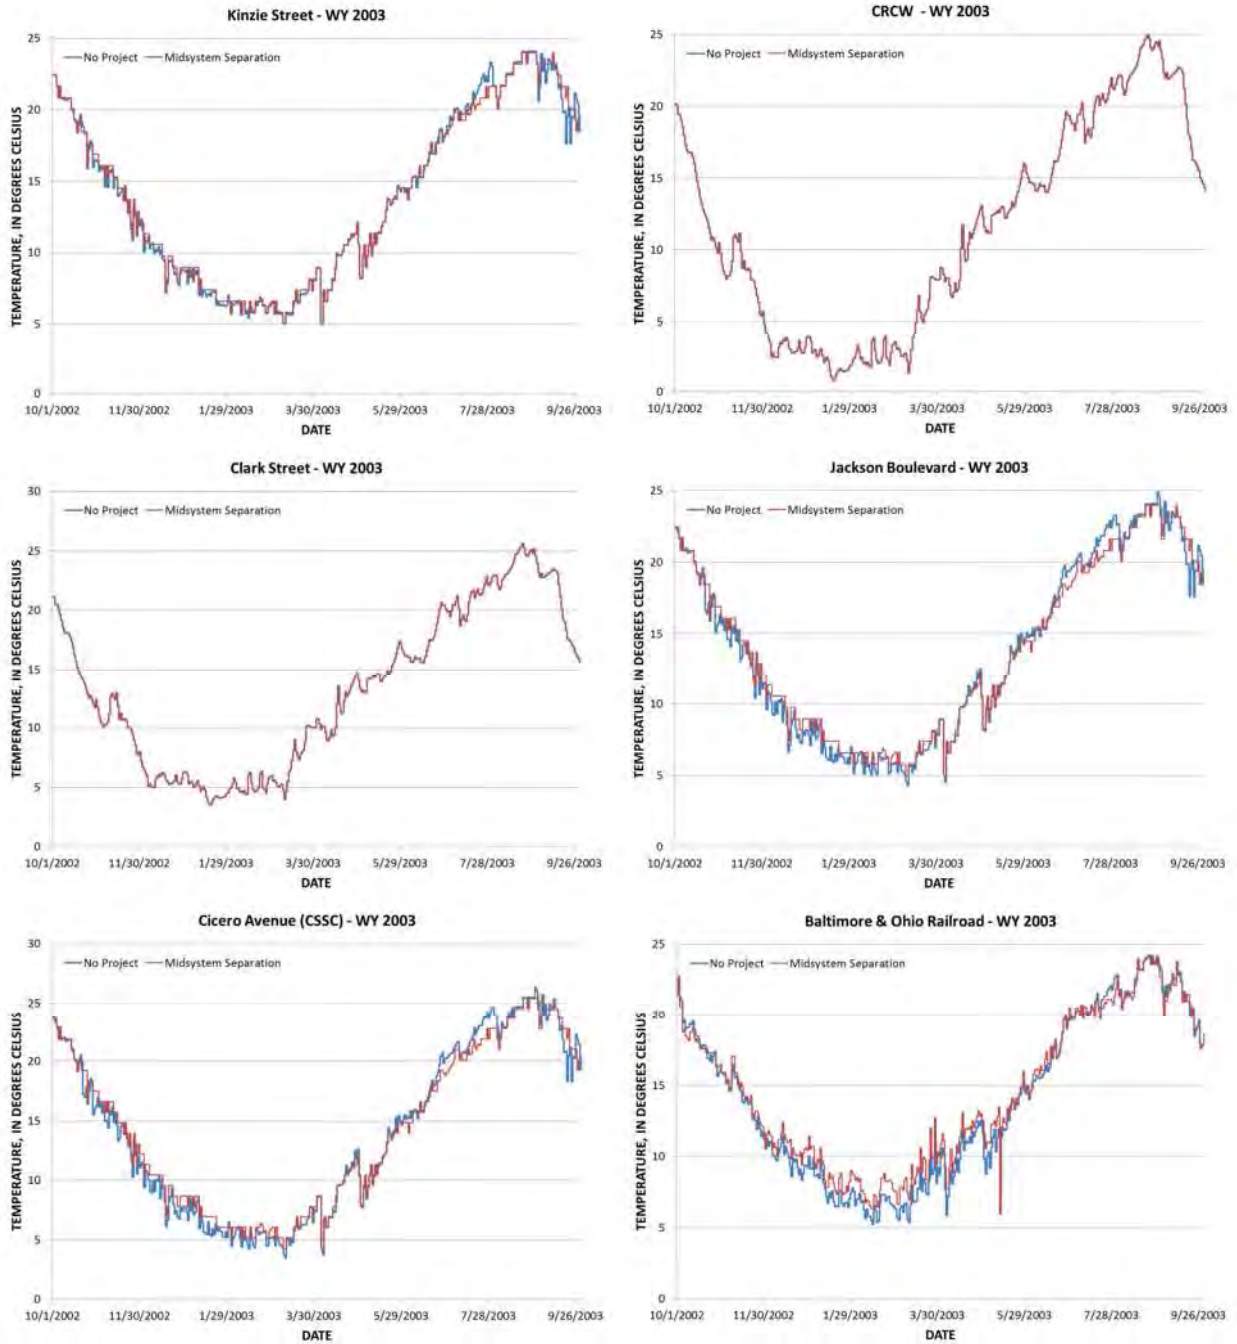 Kinzie Street - WY 2003
25
No Project Midsystem Separation
20
15
10
5
0
TEMPERATURE, IN DEGREES CELSIUS
10/1/2002 11/30/2002 1/29/2003 3/30/2003 5/29/2003 7/28/2003 9/26/2003
DATE
CRCW - WY 2003
25
No Project Midsystem Separation
20
15
10
5
0
TEMPERATURE, IN DEGREES CELSIUS
10/1/2002 11/30/2002 1/29/2003 3/30/2003 5/29/2003 7/28/2003 9/26/2003
DATE
Clark Street - WY 2003
30
No Project Midsystem Separation
25
20
15
10
5
0
TEMPERATURE, IN DEGREES CELSIUS
10/1/2002 11/30/2002 1/29/2003 3/30/2003 5/29/2003 7/28/2003 9/26/2003
DATE
Jackson Boulevard - WY 2003
25
No Project Midsystem Separation
20
15
10
5
0
TEMPERATURE, IN DEGREES CELSIUS
10/1/2002 11/30/2002 1/29/2003 3/30/2003 5/29/2003 7/28/2003 9/26/2003
DATE
Cicero Avenue (CSSC) - WY 2003
30
No Project Midsystem Separation
25
20
15
10
5
0
TEMPERATURE, IN DEGREES CELSIUS
10/1/2002 11/30/2002 1/29/2003 3/30/2003 5/29/2003 7/28/2003 9/26/2003
DATE
Baltimore & Ohio Railroad - WY 2003
25
No Project Midsystem Separation
20
15
10
5
0
TEMPERATURE, IN DEGREES CELSIUS
10/1/2002 11/30/2002 1/29/2003 3/30/2003 5/29/2003 7/28/2003 9/26/2003
DATE